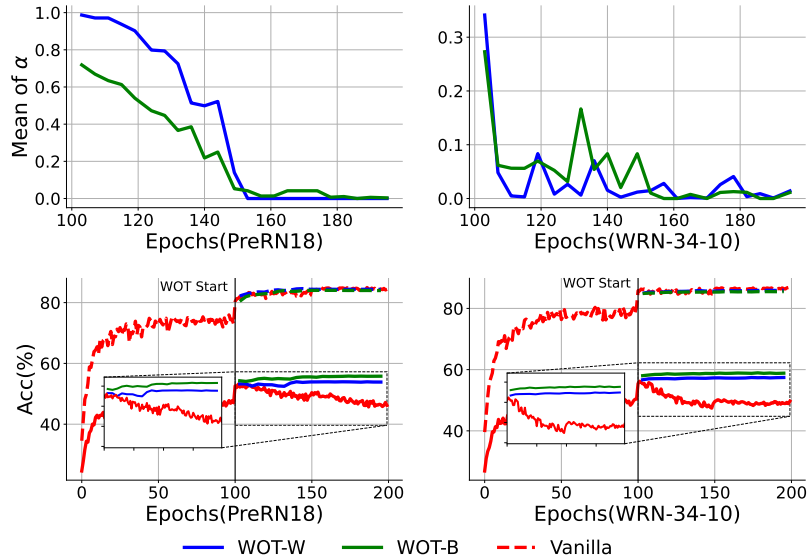 Mean of α
1.0
0.8
0.6
0.4
0.2
0.0
100 120 140 160 180
Epochs(PreRN18)
0.3
0.2
0.1
0.0
100 120 140 160 180
Epochs(WRN-34-10)
Acc(%)
80
60
40
WOT Start
0 50 100 150 200
Epochs(PreRN18)
80
60
40
WOT Start
0 50 100 150 200
Epochs(WRN-34-10)
WOT-W WOT-B Vanilla